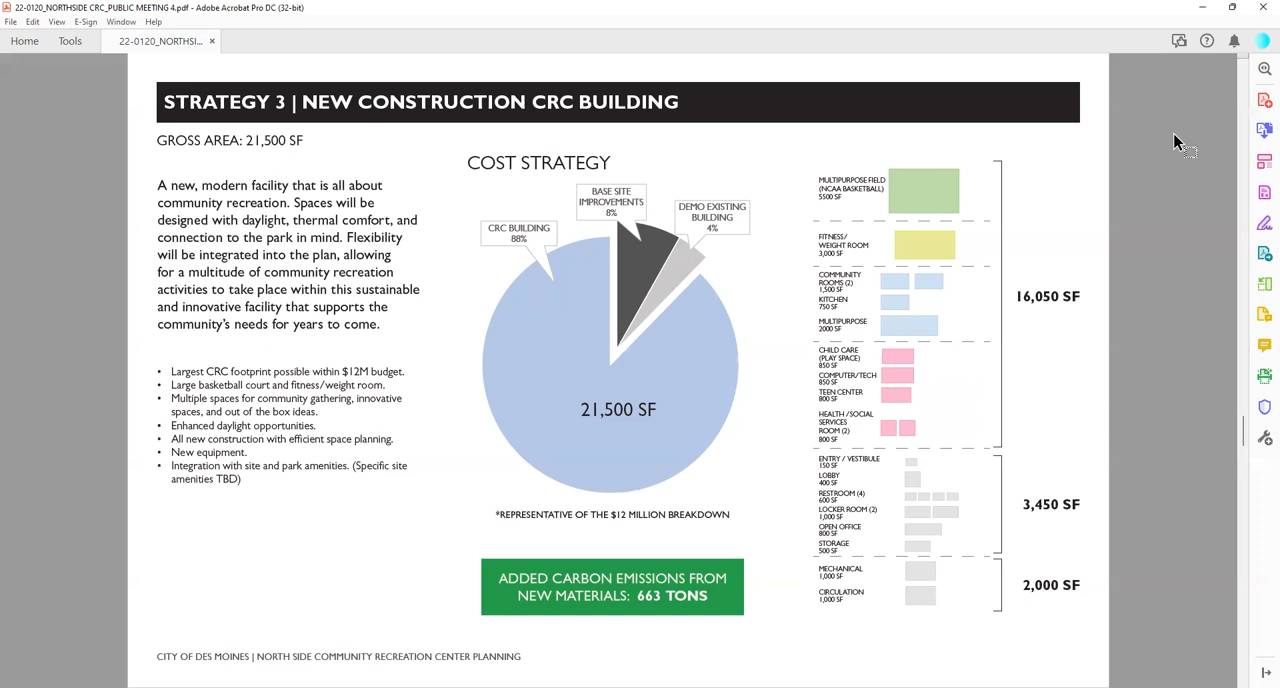 22-0120_NORTHSIDE CRC_PUBLIC MEETING 4.pdf - Adobe Acrobat Pro DC (32-bit)
File Edit View E-Sign Window Help
Home Tools 22-0120_NORTHSI... ×
STRATEGY 3 | NEW CONSTRUCTION CRC BUILDING
GROSS AREA: 21,500 SF
A new, modern facility that is all about
community recreation. Spaces will be
designed with daylight, thermal comfort, and
connection to the park in mind. Flexibility
will be integrated into the plan, allowing
for a multitude of community recreation
activities to take place within this sustainable
and innovative facility that supports the
community's needs for years to come.
• Largest CRC footprint possible within $12M budget.
• Large basketball court and fitness/weight room.
• Multiple spaces for community gathering, innovative
spaces, and out of the box ideas.
• Enhanced daylight opportunities.
• All new construction with efficient space planning.
• New equipment.
• Integration with site and park amenities. (Specific site
amenities TBD)
COST STRATEGY
BASE SITE
IMPROVEMENTS
8%
DEMO EXISTING
BUILDING
4%
CRC BUILDING
88%
21,500 SF
*REPRESENTATIVE OF THE $12 MILLION BREAKDOWN
ADDED CARBON EMISSIONS FROM
NEW MATERIALS: 663 TONS
MULTIPURPOSE FIELD
(NCAA BASKETBALL)
5500 SF
FITNESS/
WEIGHT ROOM
3,000 SF
COMMUNITY
ROOMS (2)
1,500 SF
KITCHEN
750 SF
MULTIPURPOSE
2000 SF
CHILD CARE
(PLAY SPACE)
850 SF
COMPUTER/TECH
850 SF
TEEN CENTER
800 SF
HEALTH /SOCIAL
SERVICES
ROOM (2)
800 SF
16,050 SF
ENTRY / VESTIBULE
150 SF
LOBBY
400 SF
RESTROOM (4)
600 SF
LOCKER ROOM (2)
1,000 SF
OPEN OFFICE
800 SF
STORAGE
500 SF
3,450 SF
MECHANICAL
1,000 SF
CIRCULATION
1,000 SF
2,000 SF
CITY OF DES MOINES | NORTH SIDE COMMUNITY RECREATION CENTER PLANNING